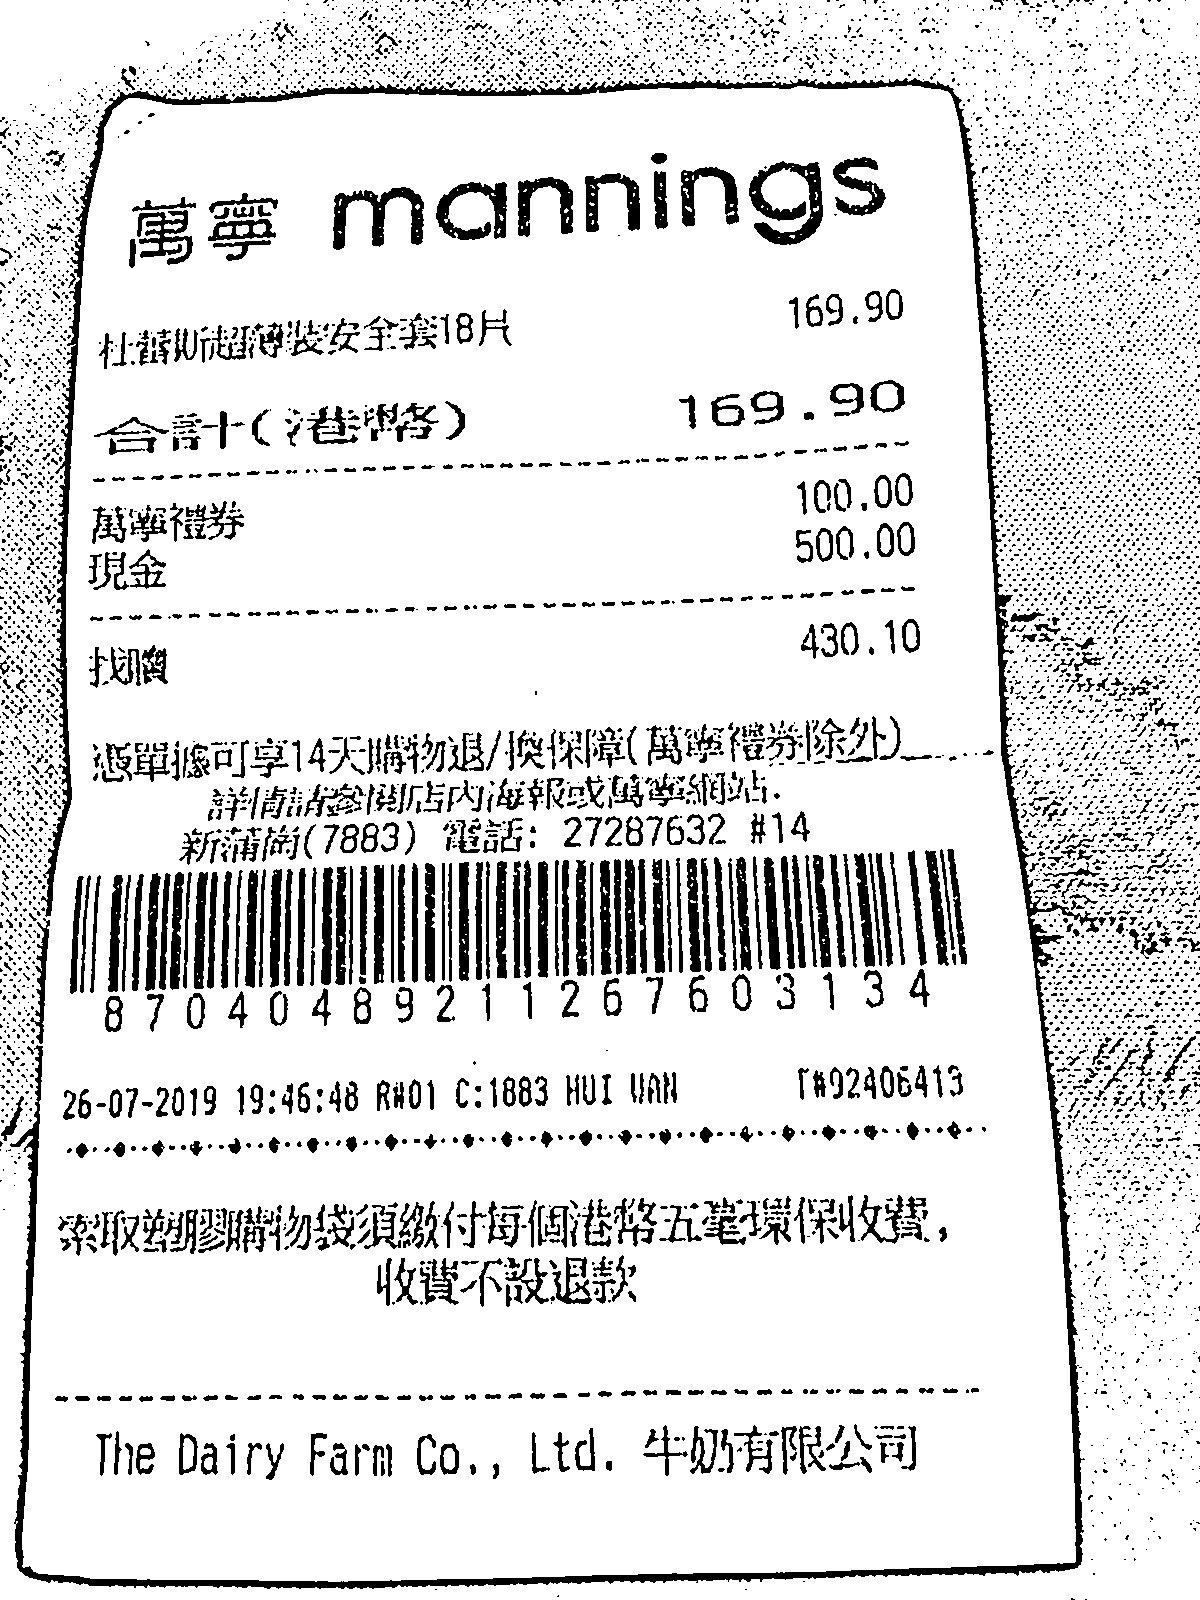 萬寧 mannings
杜蕾斯超薄裝安全套18片 169.90
合計(港幣) 169.90
萬寧禮券 100.00
現金 500.00
找贖 430.10
憑單據可享14天購物退/換保障(萬寧禮券除外)
詳情請參閱店內海報或萬寧網站.
新蒲崗(7883) 電話: 27287632 #14
87040489211267603134
26-07-2019 19:46:48 R#01 C:1883 HUI WAN T#92406413
索取塑膠購物袋須繳付每個港幣五毫環保收費,
收費不設退款
The Dairy Farm Co., Ltd. 牛奶有限公司